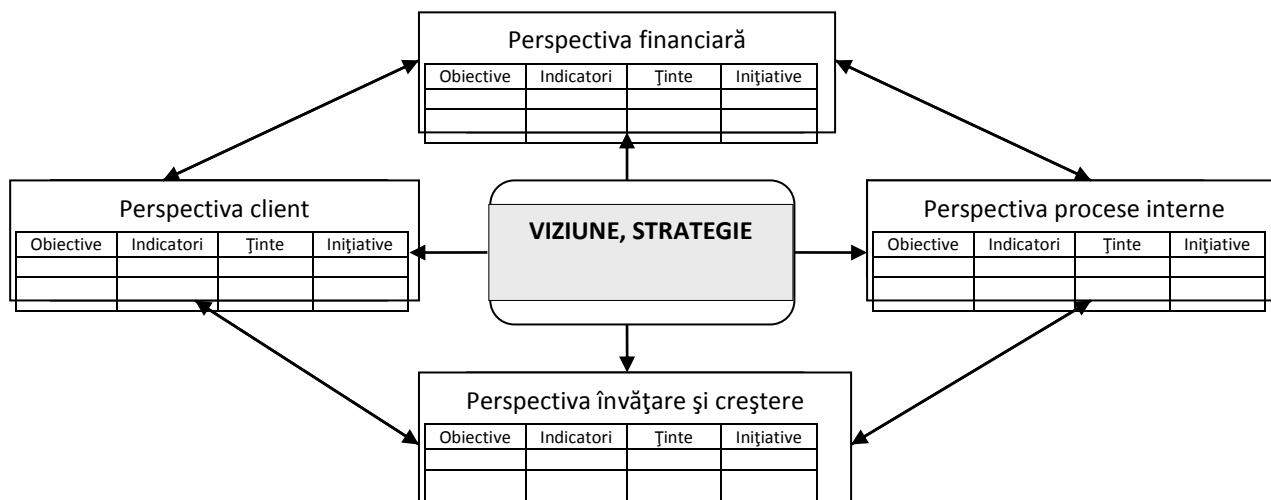 Perspectiva financiară
Obiective Indicatori Ţinte Iniţiative
Perspectiva client
Obiective Indicatori Ţinte Iniţiative
VIZIUNE, STRATEGIE
Perspectiva procese interne
Obiective Indicatori Ţinte Iniţiative
Perspectiva învăţare şi creştere
Obiective Indicatori Ţinte Iniţiative